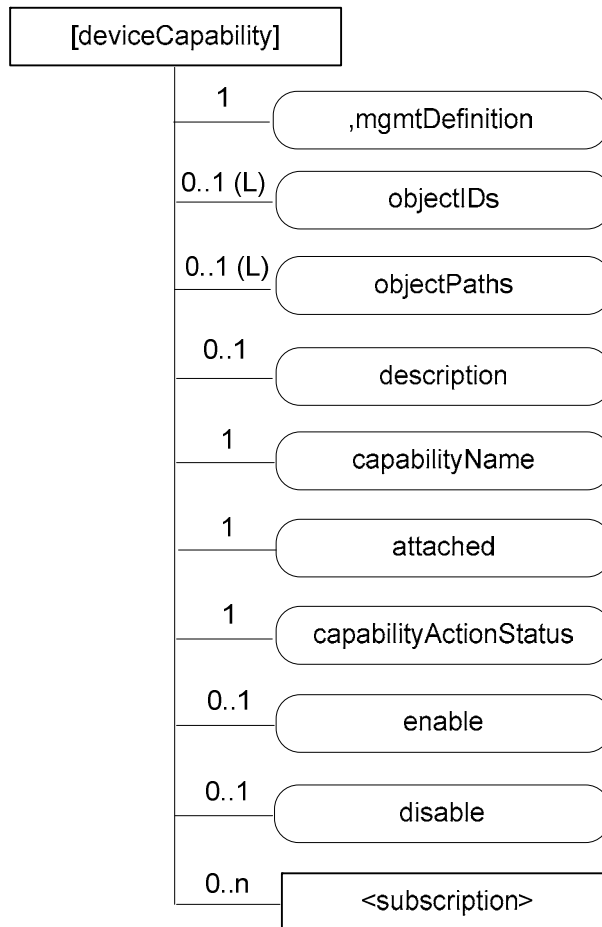 [deviceCapability]
1
,mgmtDefinition
0..1 (L)
objectIDs
0..1 (L)
objectPaths
0..1
description
1
capabilityName
1
attached
1
capabilityActionStatus
0..1
enable
0..1
disable
0..n
<subscription>